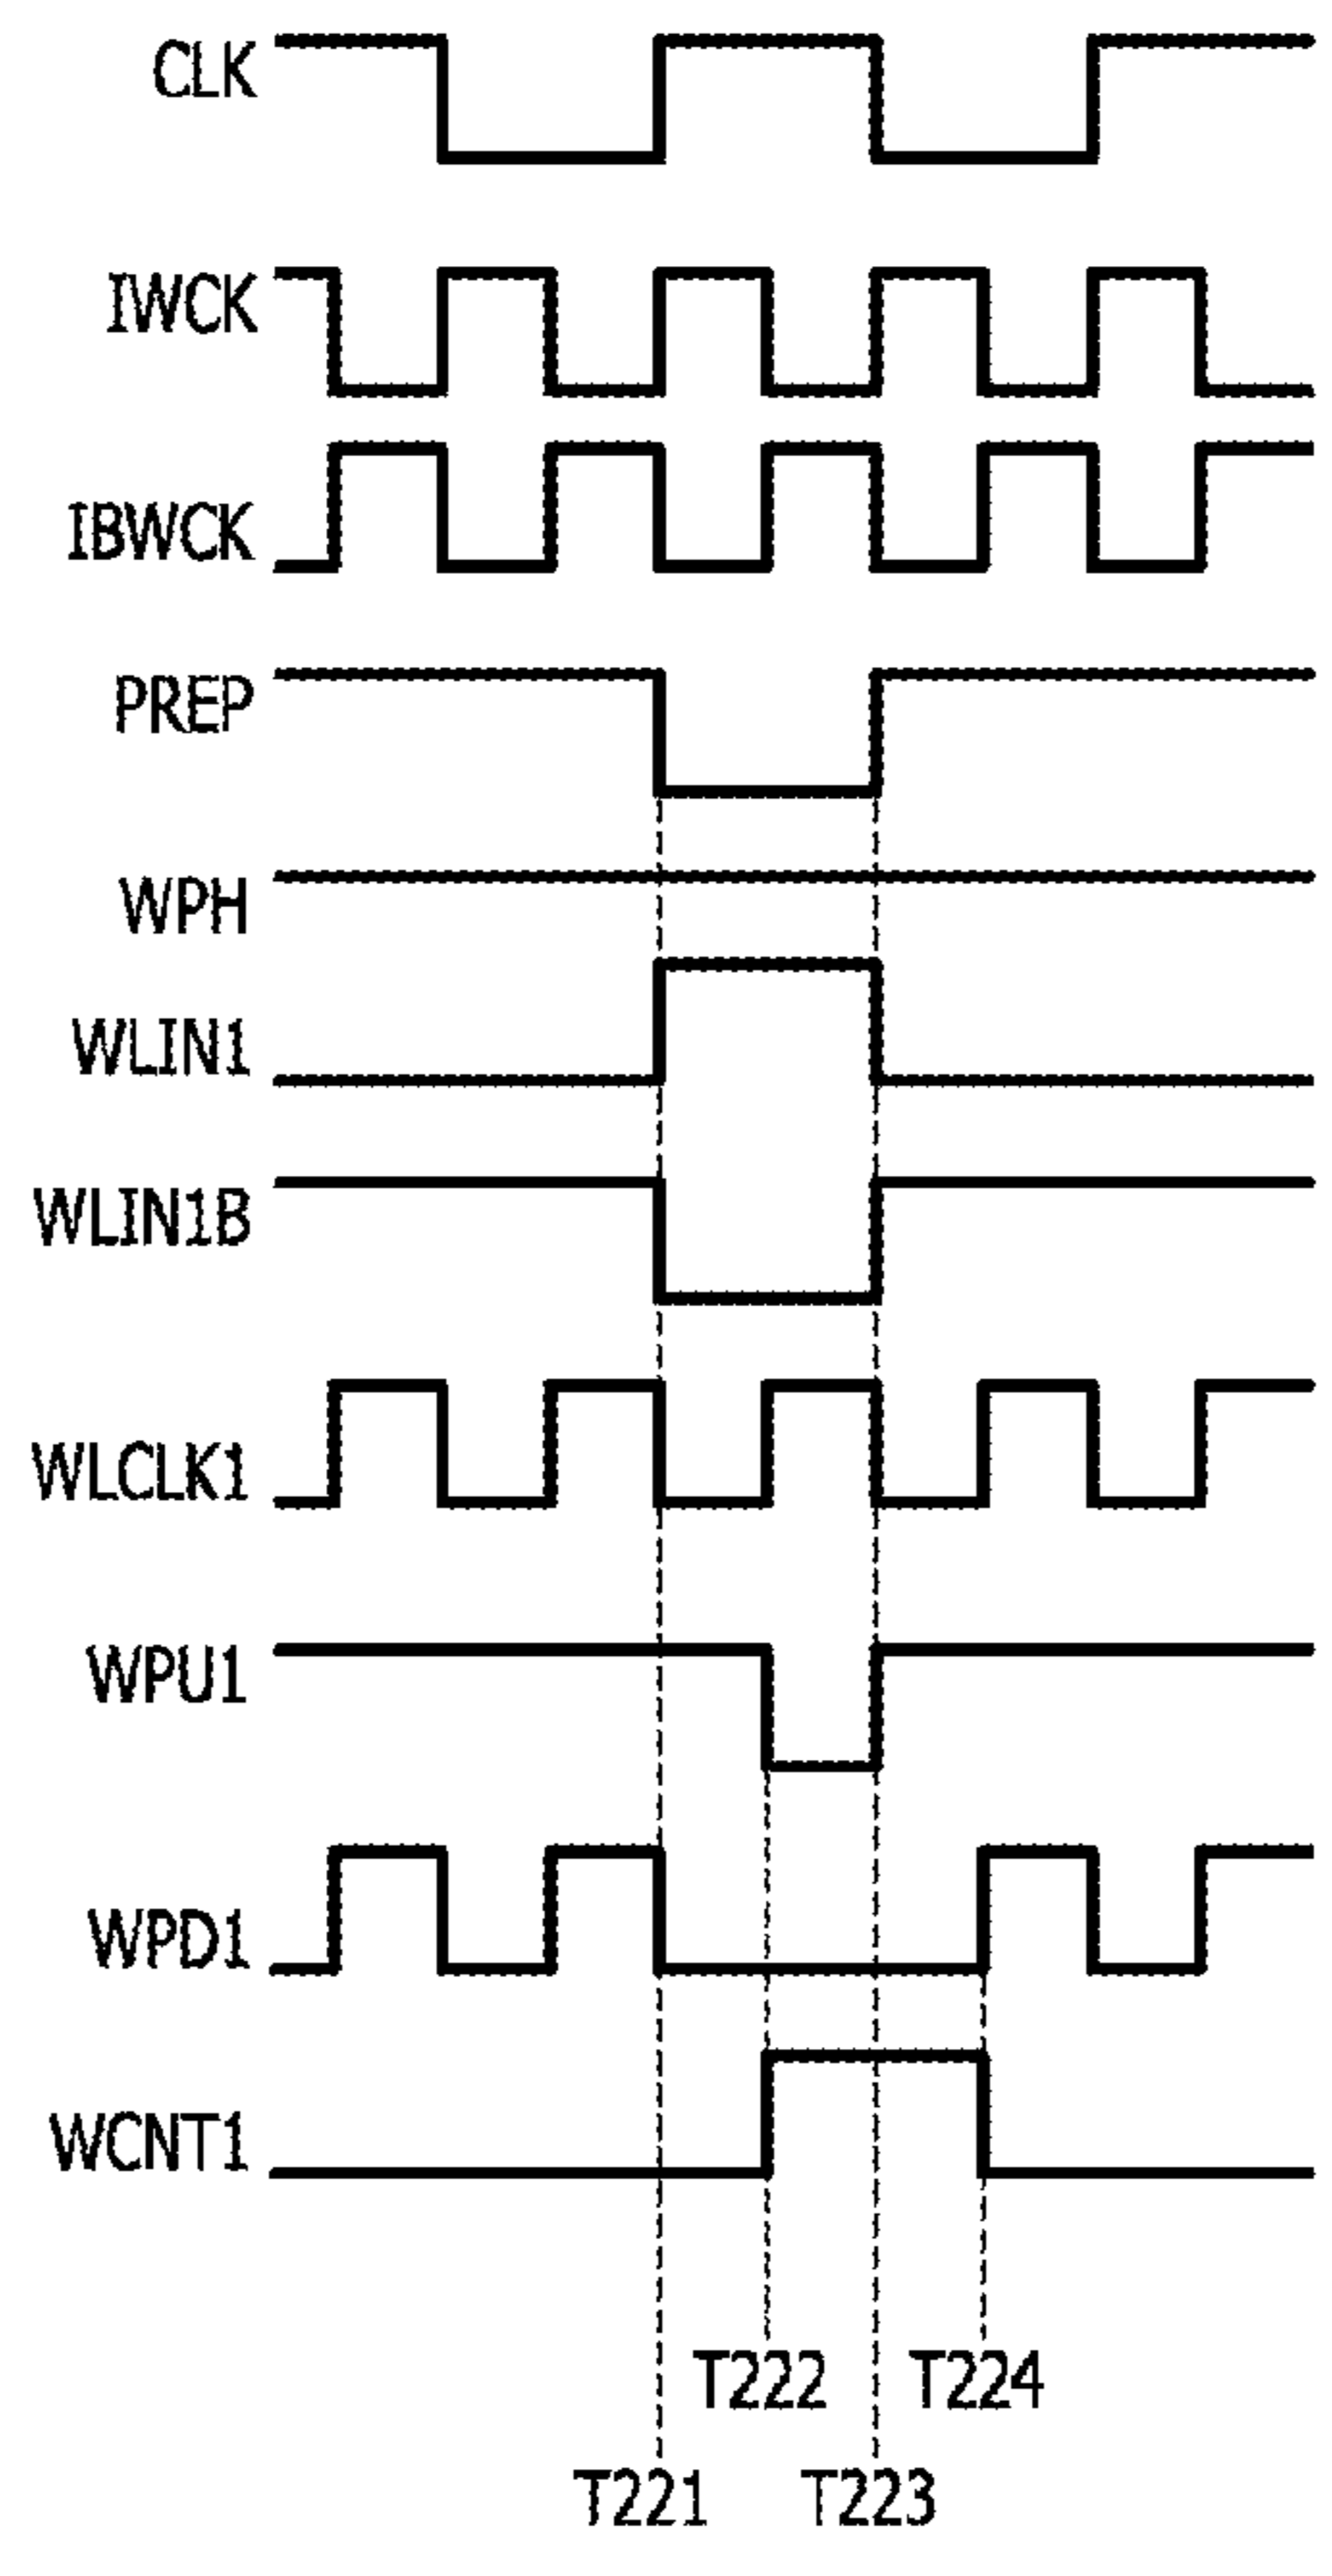 CLK
IWCK
IBWCK
PREP
WPH
WLIN1
WLIN1B
WLCLK1
WPU1
WPD1
WCNT1
T222 T224
T221 T223